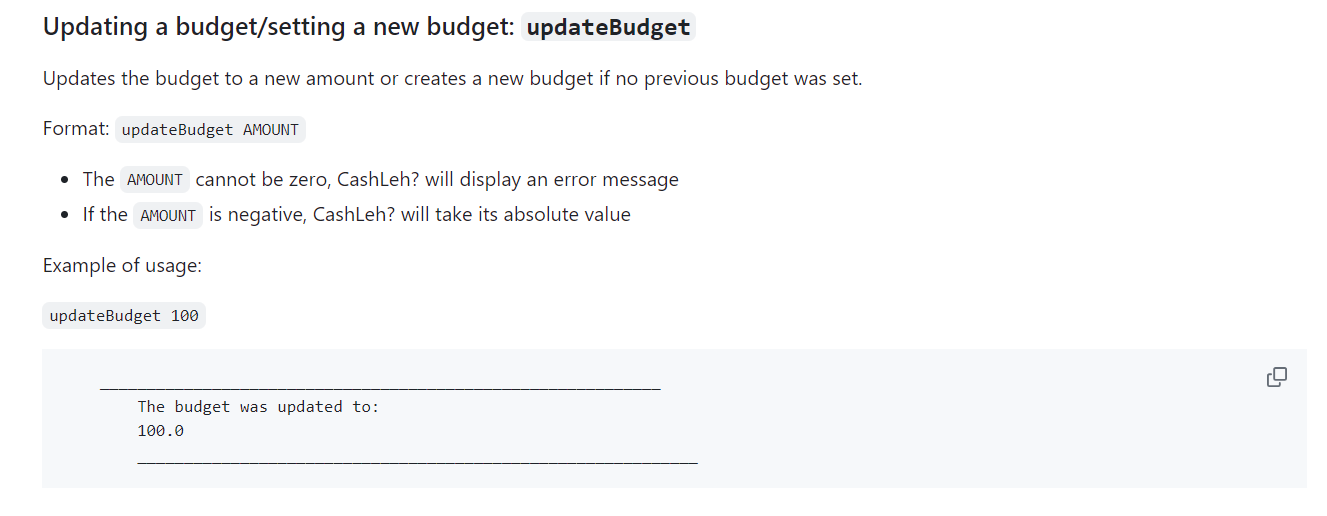 Updating a budget/setting a new budget: updateBudget
Updates the budget to a new amount or creates a new budget if no previous budget was set.
Format: updateBudget AMOUNT
• The AMOUNT cannot be zero, CashLeh? will display an error message
• If the AMOUNT is negative, CashLeh? will take its absolute value
Example of usage:
updateBudget 100
____________________________________________________________
The budget was updated to:
100.0
____________________________________________________________